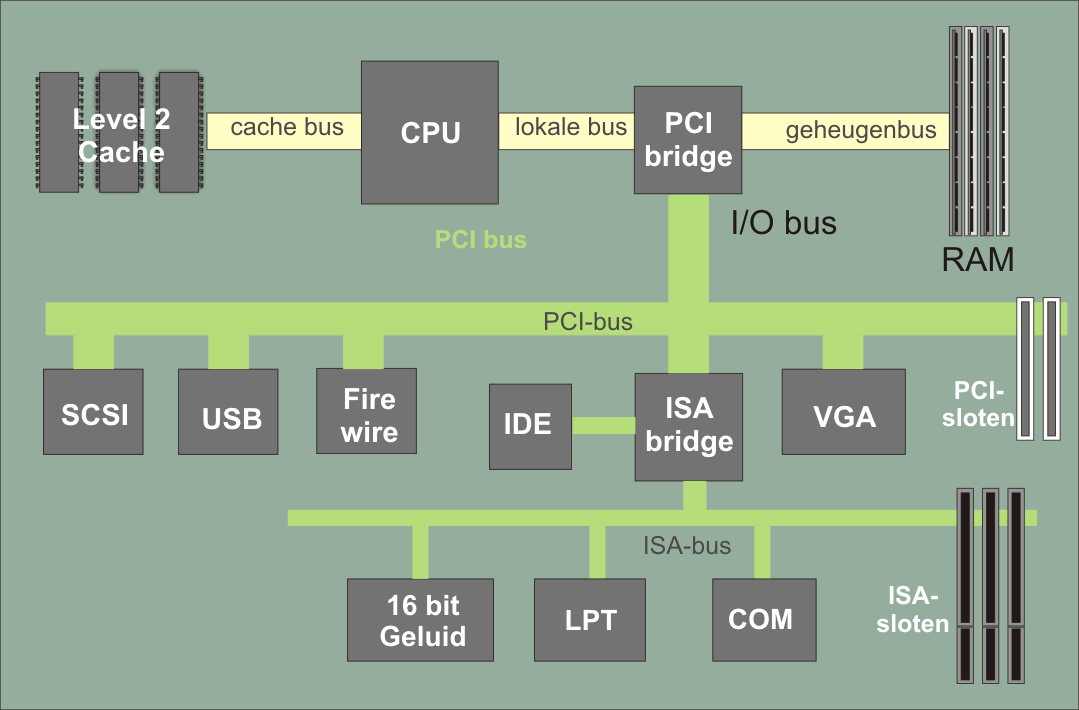 Level 2
Cache
cache bus
CPU
lokale bus
PCI
bridge
geheugenbus
I/O bus
RAM
PCI bus
PCI-bus
SCSI
USB
Fire
wire
IDE
ISA
bridge
VGA
PCI-
sloten
ISA-bus
16 bit
Geluid
LPT
COM
ISA-
sloten